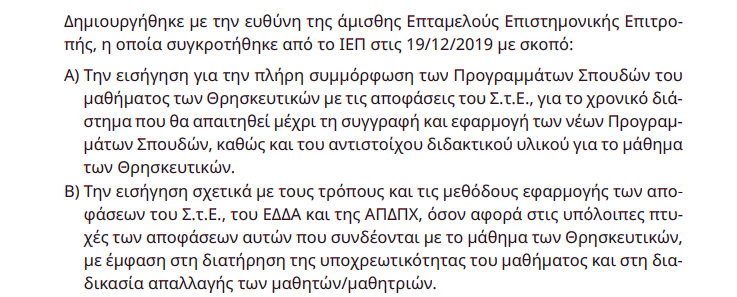 Δημιουργήθηκε με την ευθύνη της άμισθης Επταμελούς Επιστημονικής Επιτρο-
πής, η οποία συγκροτήθηκε από το ΙΕΠ στις 19/12/2019 με σκοπό:
Α) Την εισήγηση για την πλήρη συμμόρφωση των Προγραμμάτων Σπουδών του
μαθήματος των Θρησκευτικών με τις αποφάσεις του Σ.τ.Ε., για το χρονικό διά-
στημα που θα απαιτηθεί μέχρι τη συγγραφή και εφαρμογή των νέων Προγραμ-
μάτων Σπουδών, καθώς και του αντιστοίχου διδακτικού υλικού για το μάθημα
των Θρησκευτικών.
Β) Την εισήγηση σχετικά με τους τρόπους και τις μεθόδους εφαρμογής των απο-
φάσεων του Σ.τ.Ε., του ΕΔΔΑ και της ΑΠΔΠΧ, όσον αφορά στις υπόλοιπες πτυ-
χές των αποφάσεων αυτών που συνδέονται με το μάθημα των Θρησκευτικών,
με έμφαση στη διατήρηση της υποχρεωτικότητας του μαθήματος και στη δια-
δικασία απαλλαγής των μαθητών/μαθητριών.